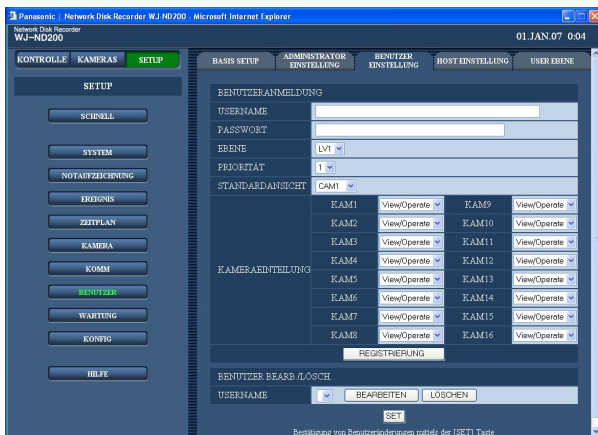 Panasonic | Network Disk Recorder WJ-ND200 - Microsoft Internet Explorer
Network Disk Recorder
WJ-ND200
01.JAN.07 0:04
KONTROLLE KAMERAS SETUP
BASIS SETUP ADMINISTRATOR EINSTELLUNG BENUTZER EINSTELLUNG HOST EINSTELLUNG USER EBENE
SETUP
SCHNELL
SYSTEM
NOTAUFZEICHNUNG
EREIGNIS
ZEITPLAN
KAMERA
KOMM
BENUTZER
WARTUNG
KONFIG
HILFE
BENUTZERANMELDUNG
USERNAME
PASSWORT
EBENE LV1
PRIORITÄT 1
STANDARDANSICHT CAM1
KAMERAEINTEILUNG
KAM1 View/Operate KAM9 View/Operate
KAM2 View/Operate KAM10 View/Operate
KAM3 View/Operate KAM11 View/Operate
KAM4 View/Operate KAM12 View/Operate
KAM5 View/Operate KAM13 View/Operate
KAM6 View/Operate KAM14 View/Operate
KAM7 View/Operate KAM15 View/Operate
KAM8 View/Operate KAM16 View/Operate
REGISTRIERUNG
BENUTZER BEARB./LÖSCH.
USERNAME BEARBEITEN LÖSCHEN
SET
Bestätigung von Benutzeränderungen mittels der [SET] Taste